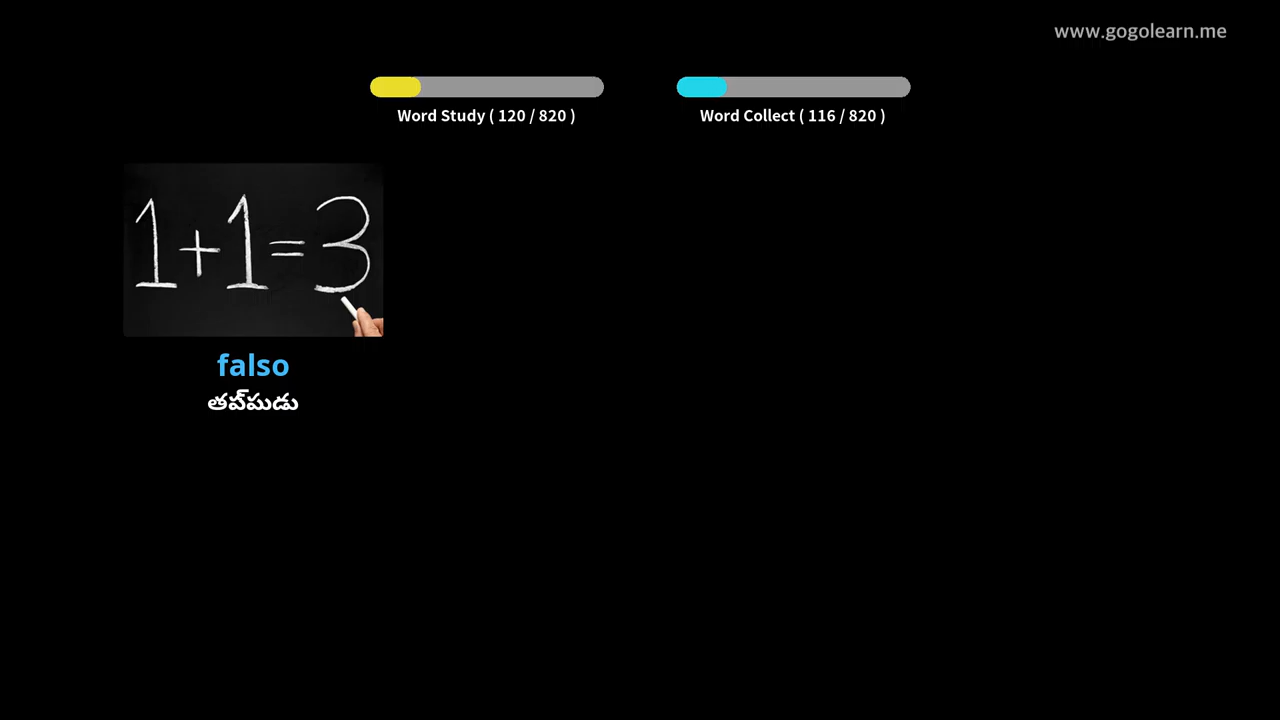 www.gogolearn.me
Word Study ( 120 / 820 )
Word Collect ( 116 / 820 )
1+1=3
falso
తప్పుడు